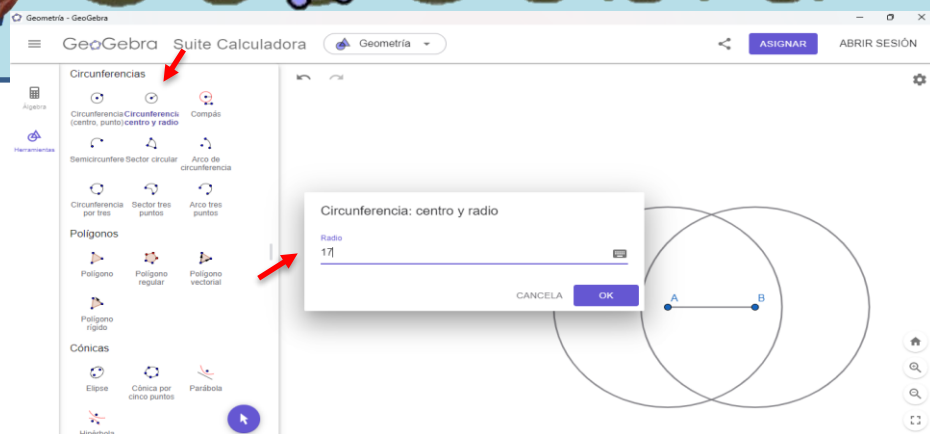 Geometría - GeoGebra
GeoGebra Suite Calculadora
Geometría
ASIGNAR
ABRIR SESIÓN
Álgebra
Herramientas
Circunferencias
Circunferencia (centro, punto)
Circunferencia centro y radio
Compás
Semicircunfere
Sector circular
Arco de circunferencia
Circunferencia por tres
Sector tres puntos
Arco tres puntos
Polígonos
Polígono
Polígono regular
Polígono vectorial
Polígono rígido
Cónicas
Elipse
Cónica por cinco puntos
Parábola
Hipérbola
Circunferencia: centro y radio
Radio
17
CANCELA
OK
A
B